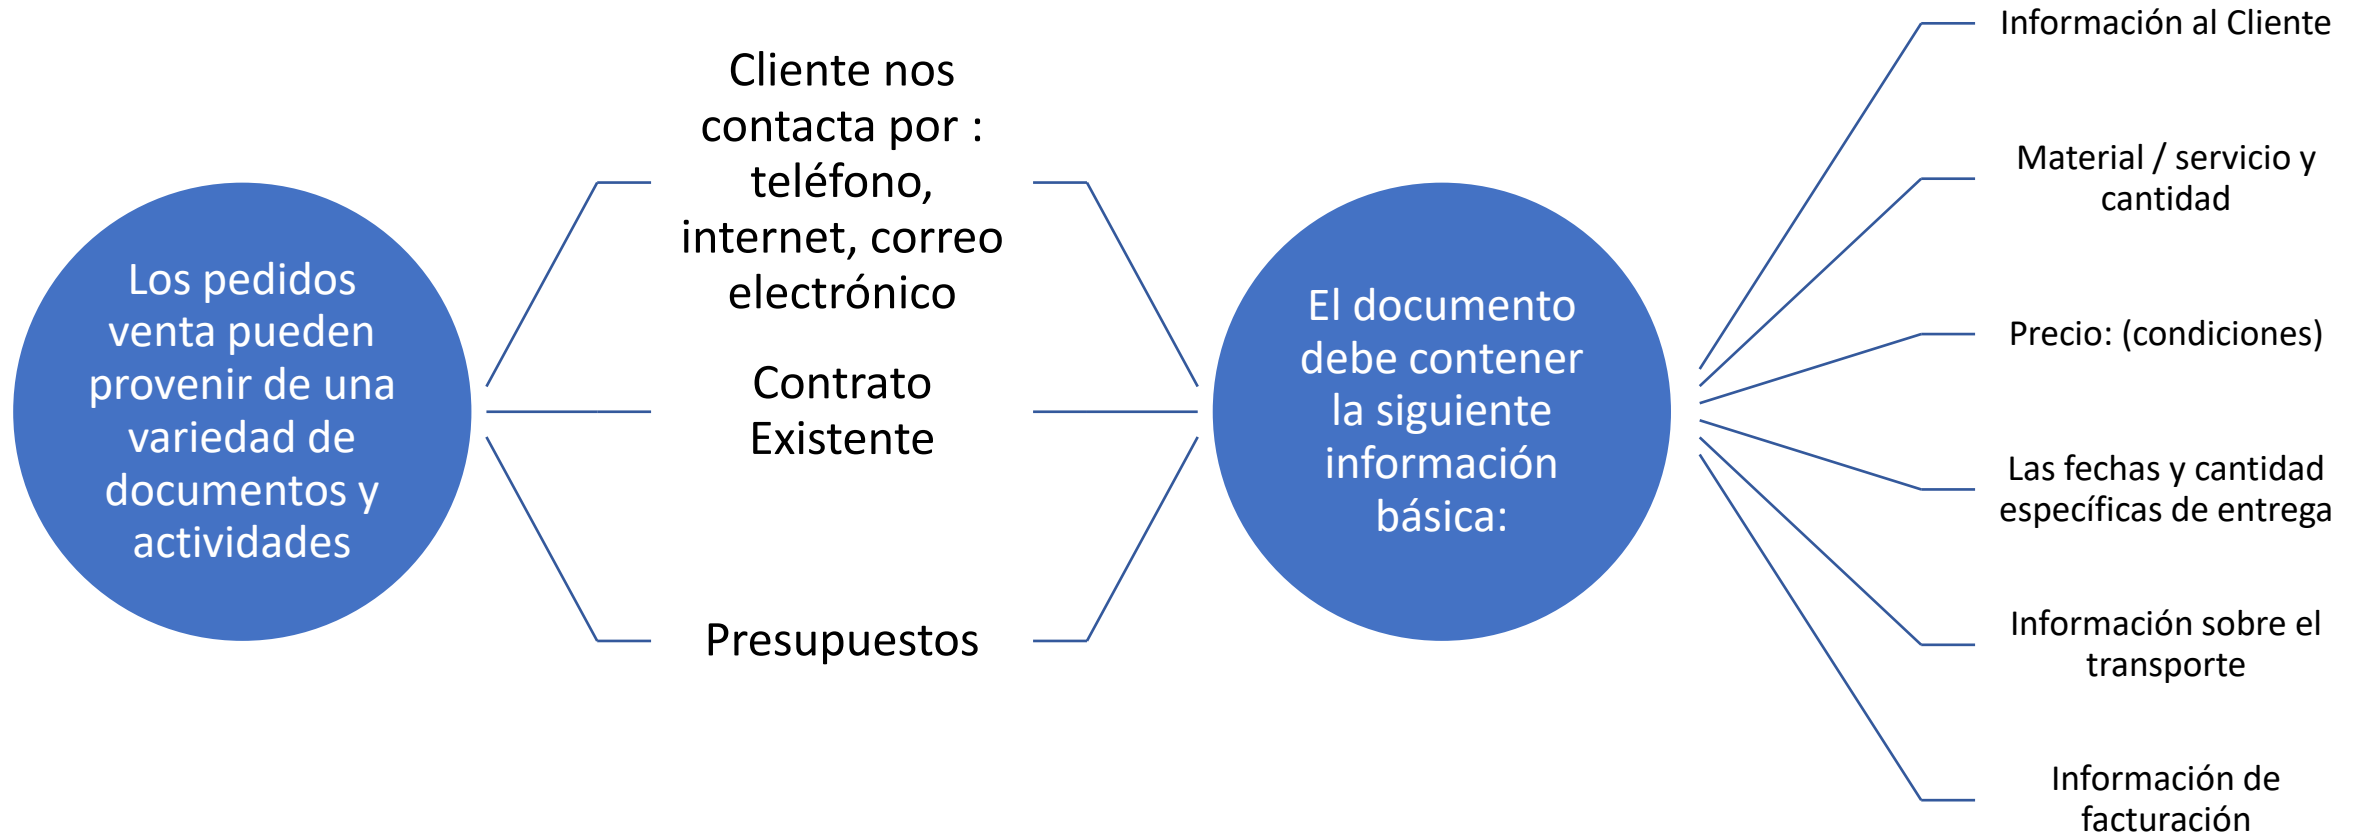 Los pedidos
venta pueden
provenir de una
variedad de
documentos y
actividades
Cliente nos
contacta por :
teléfono,
internet, correo
electrónico
Contrato
Existente
Presupuestos
El documento
debe contener
la siguiente
información
básica:
Información al Cliente
Material / servicio y
cantidad
Precio: (condiciones)
Las fechas y cantidad
específicas de entrega
Información sobre el
transporte
Información de
facturación